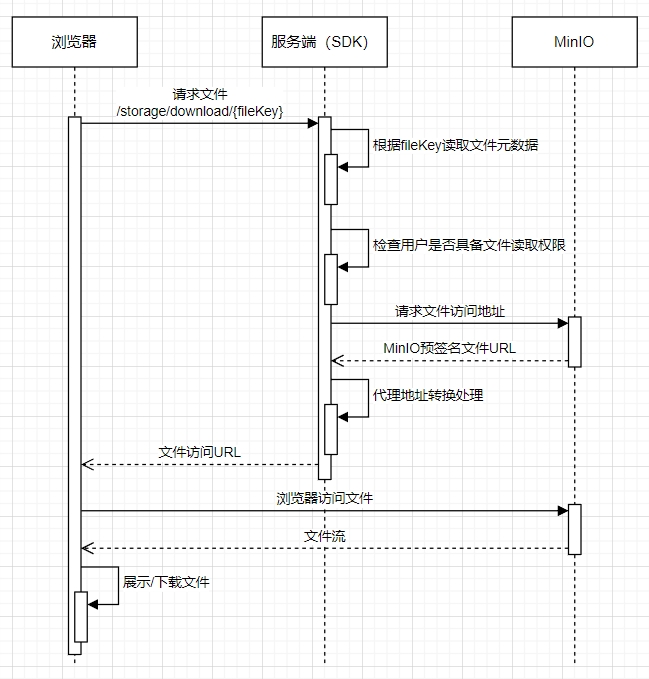 浏览器
服务端（SDK）
MinIO
请求文件
/storage/download/{fileKey}
根据fileKey读取文件元数据
检查用户是否具备文件读取权限
请求文件访问地址
MinIO预签名文件URL
代理地址转换处理
文件访问URL
浏览器访问文件
文件流
展示/下载文件